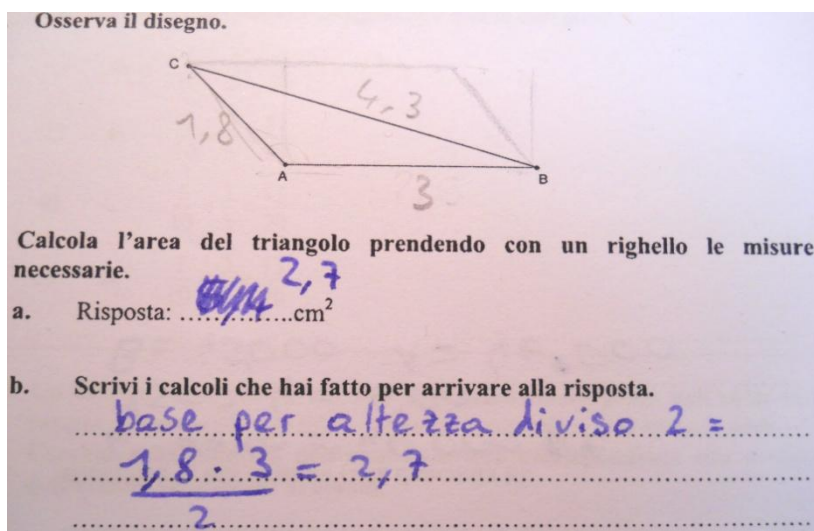 Osserva il disegno.
C
4,3
1,8
A
B
3
Calcola l'area del triangolo prendendo con un righello le misure
necessarie.
2,7
a. Risposta: ...............cm²
b. Scrivi i calcoli che hai fatto per arrivare alla risposta.
base per altezza diviso 2 =
1,8 · 3 = 2,7
2